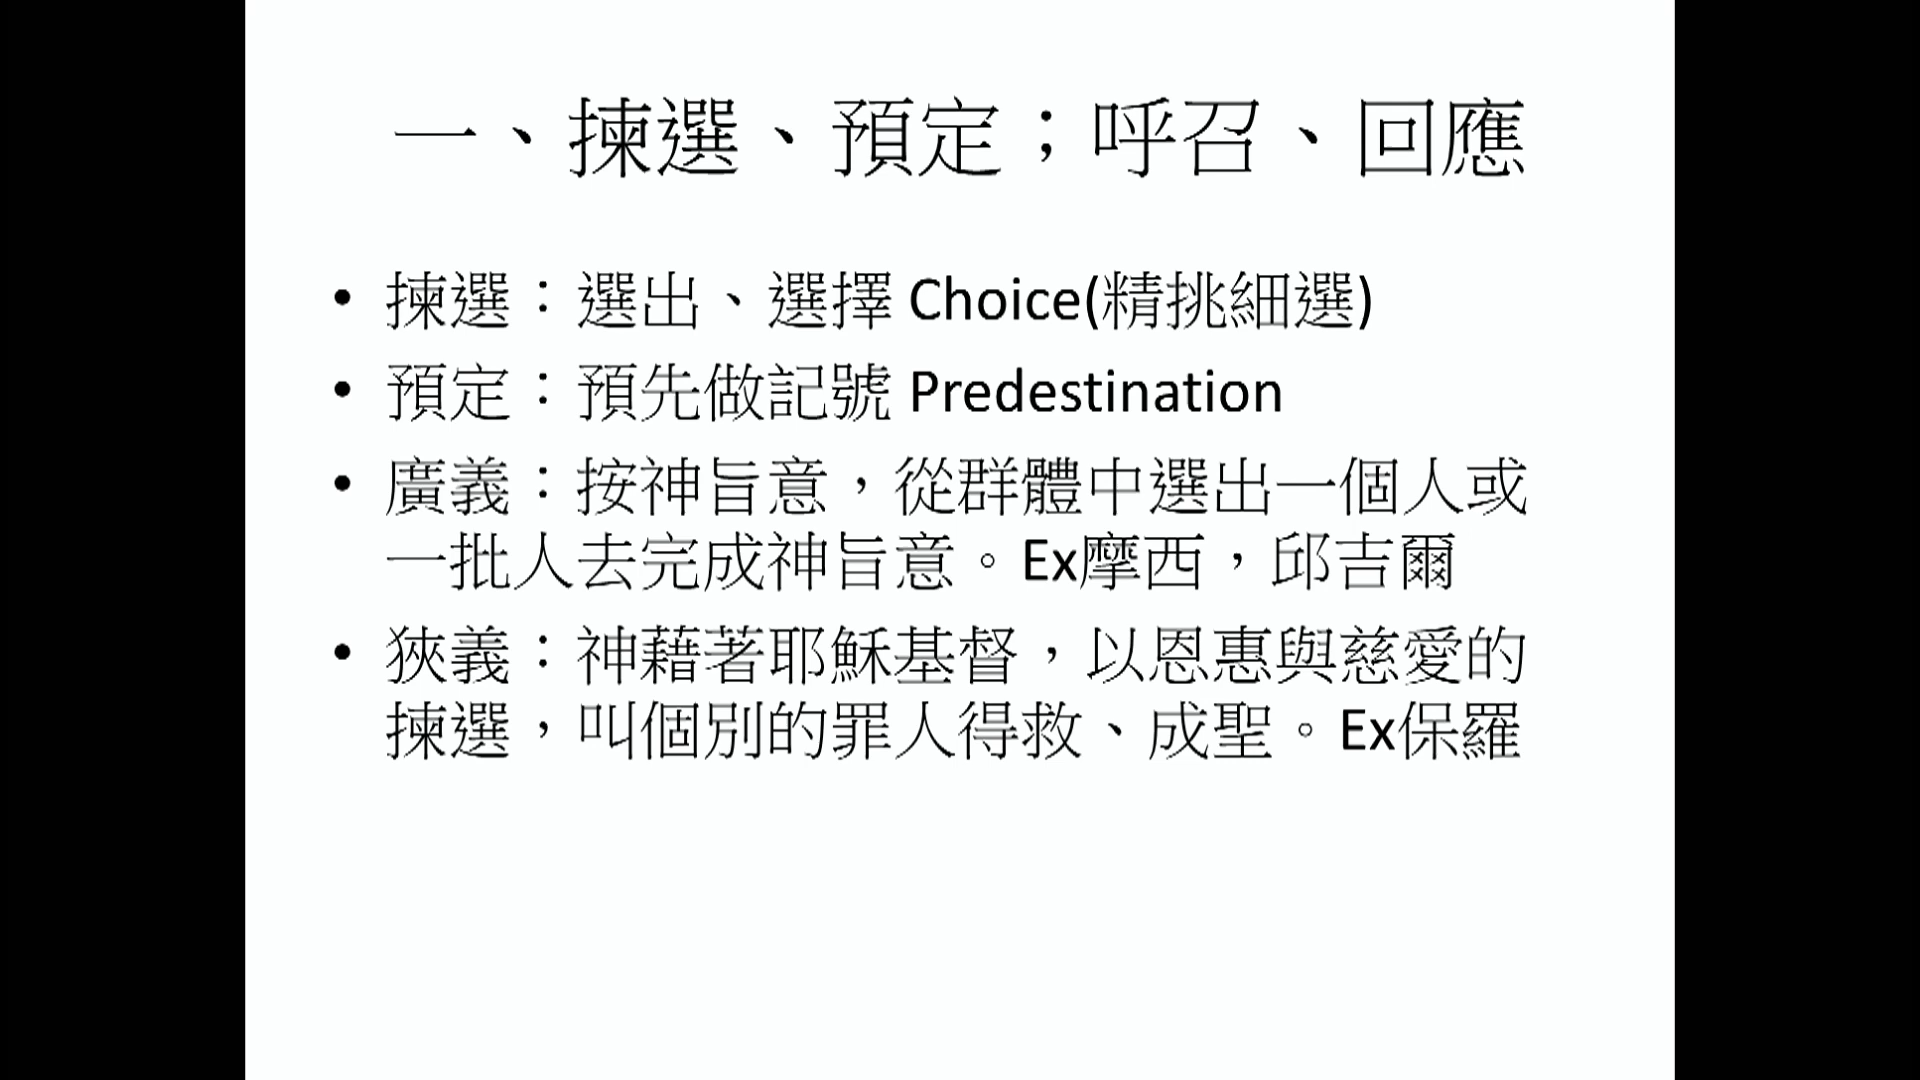 一、揀選、預定；呼召、回應
• 揀選：選出、選擇 Choice(精挑細選)
• 預定：預先做記號 Predestination
• 廣義：按神旨意，從群體中選出一個人或
一批人去完成神旨意。Ex摩西，邱吉爾
• 狹義：神藉著耶穌基督，以恩惠與慈愛的
揀選，叫個別的罪人得救、成聖。Ex保羅